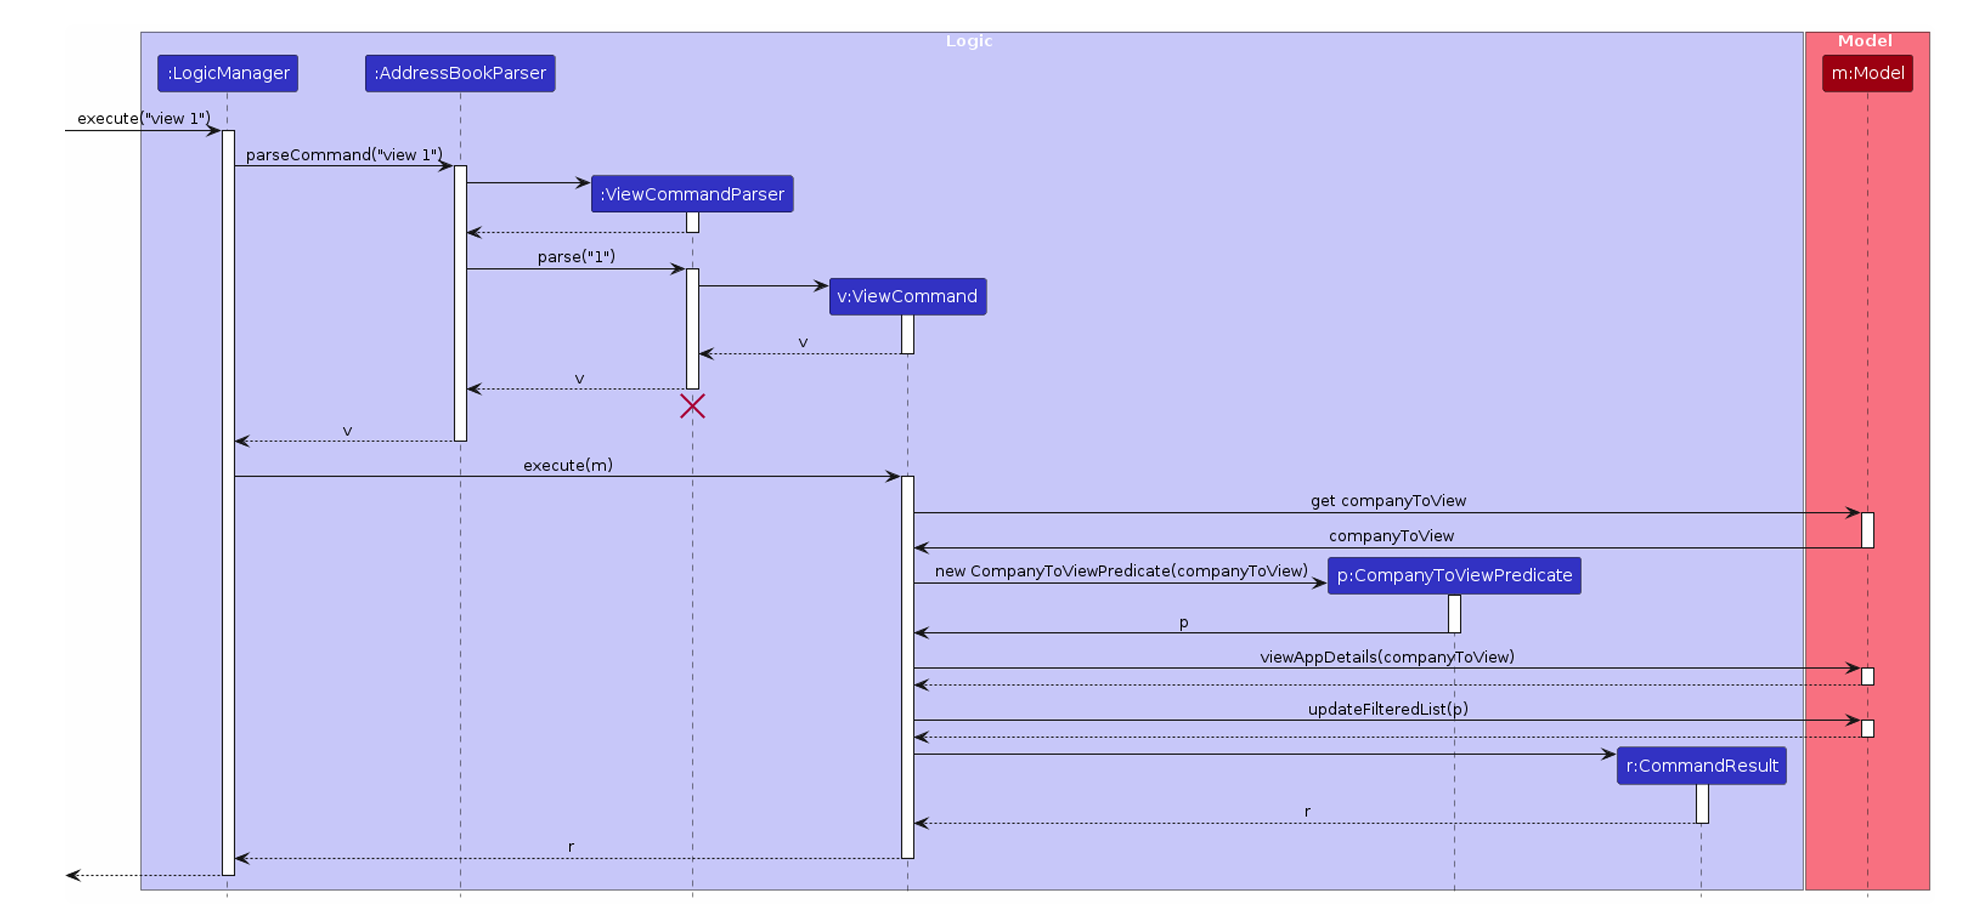 Logic
Model
:LogicManager
:AddressBookParser
m:Model
execute("view 1")
parseCommand("view 1")
:ViewCommandParser
parse("1")
v:ViewCommand
v
v
v
execute(m)
get companyToView
companyToView
new CompanyToViewPredicate(companyToView)
p:CompanyToViewPredicate
p
viewAppDetails(companyToView)
updateFilteredList(p)
r:CommandResult
r
r